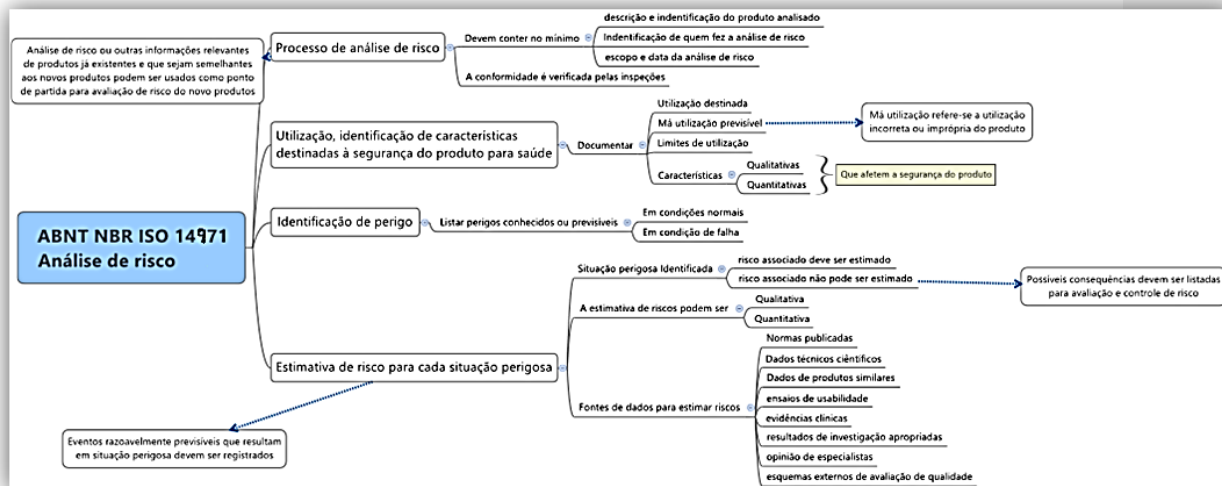 Análise de risco ou outras informações relevantes
de produtos já existentes e que sejam semelhantes
aos novos produtos podem ser usados como ponto
de partida para avaliação de risco do novo produtos
Processo de análise de risco
Devem conter no mínimo
descrição e indentificação do produto analisado
Indentificação de quem fez a análise de risco
escopo e data da análise de risco
A conformidade é verificada pelas inspeções
Utilização, identificação de características
destinadas à segurança do produto para saúde
Documentar
Utilização destinada
Má utilização previsível
Má utilização refere-se a utilização
incorreta ou imprópria do produto
Limites de utilização
Características
Qualitativas
Quantitativas
Que afetem a segurança do produto
ABNT NBR ISO 14971
Análise de risco
Identificação de perigo
Listar perigos conhecidos ou previsíveis
Em condições normais
Em condição de falha
Estimativa de risco para cada situação perigosa
Situação perigosa Identificada
risco associado deve ser estimado
risco associado não pode ser estimado
Possíveis consequências devem ser listadas
para avaliação e controle de risco
A estimativa de riscos podem ser
Qualitativa
Quantitativa
Fontes de dados para estimar riscos
Normas publicadas
Dados técnicos ciêntificos
Dados de produtos similares
ensaios de usabilidade
evidências clínicas
resultados de investigação apropriadas
opinião de especialistas
esquemas externos de avaliação de qualidade
Eventos razoavelmente previsíveis que resultam
em situação perigosa devem ser registrados